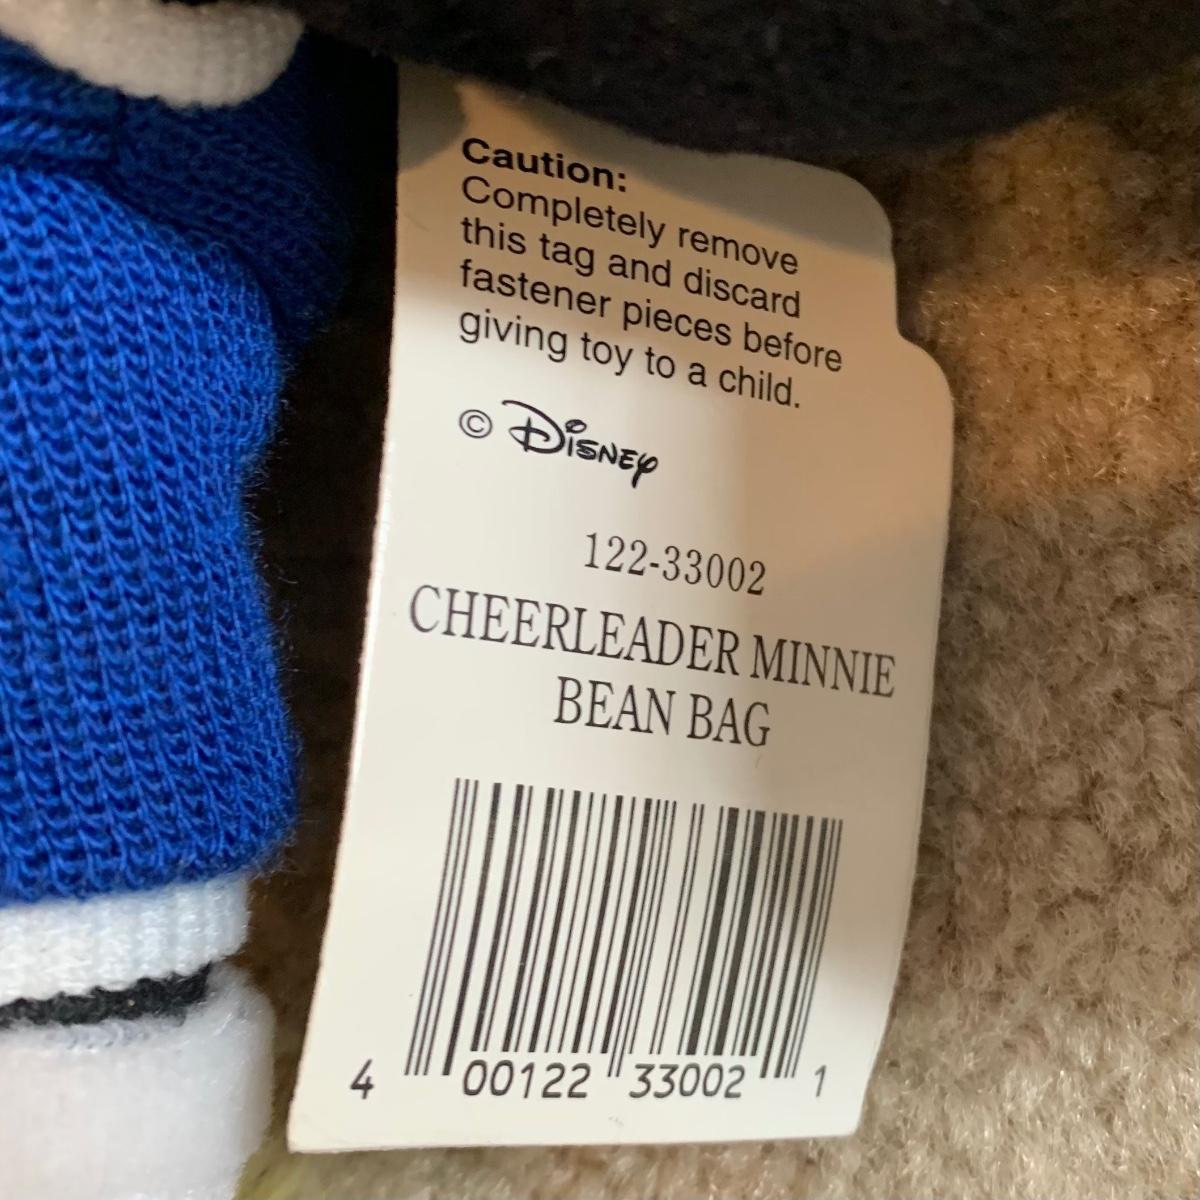 Caution:
Completely remove
this tag and discard
fastener pieces before
giving toy to a child.
© Disney
122-33002
CHEERLEADER MINNIE
BEAN BAG
4 00122 33002 1